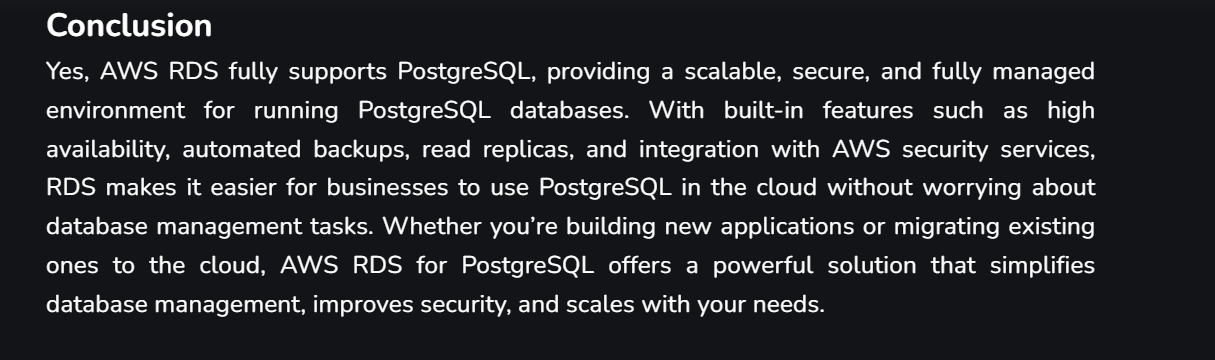 Conclusion
Yes, AWS RDS fully supports PostgreSQL, providing a scalable, secure, and fully managed
environment for running PostgreSQL databases. With built-in features such as high
availability, automated backups, read replicas, and integration with AWS security services,
RDS makes it easier for businesses to use PostgreSQL in the cloud without worrying about
database management tasks. Whether you’re building new applications or migrating existing
ones to the cloud, AWS RDS for PostgreSQL offers a powerful solution that simplifies
database management, improves security, and scales with your needs.